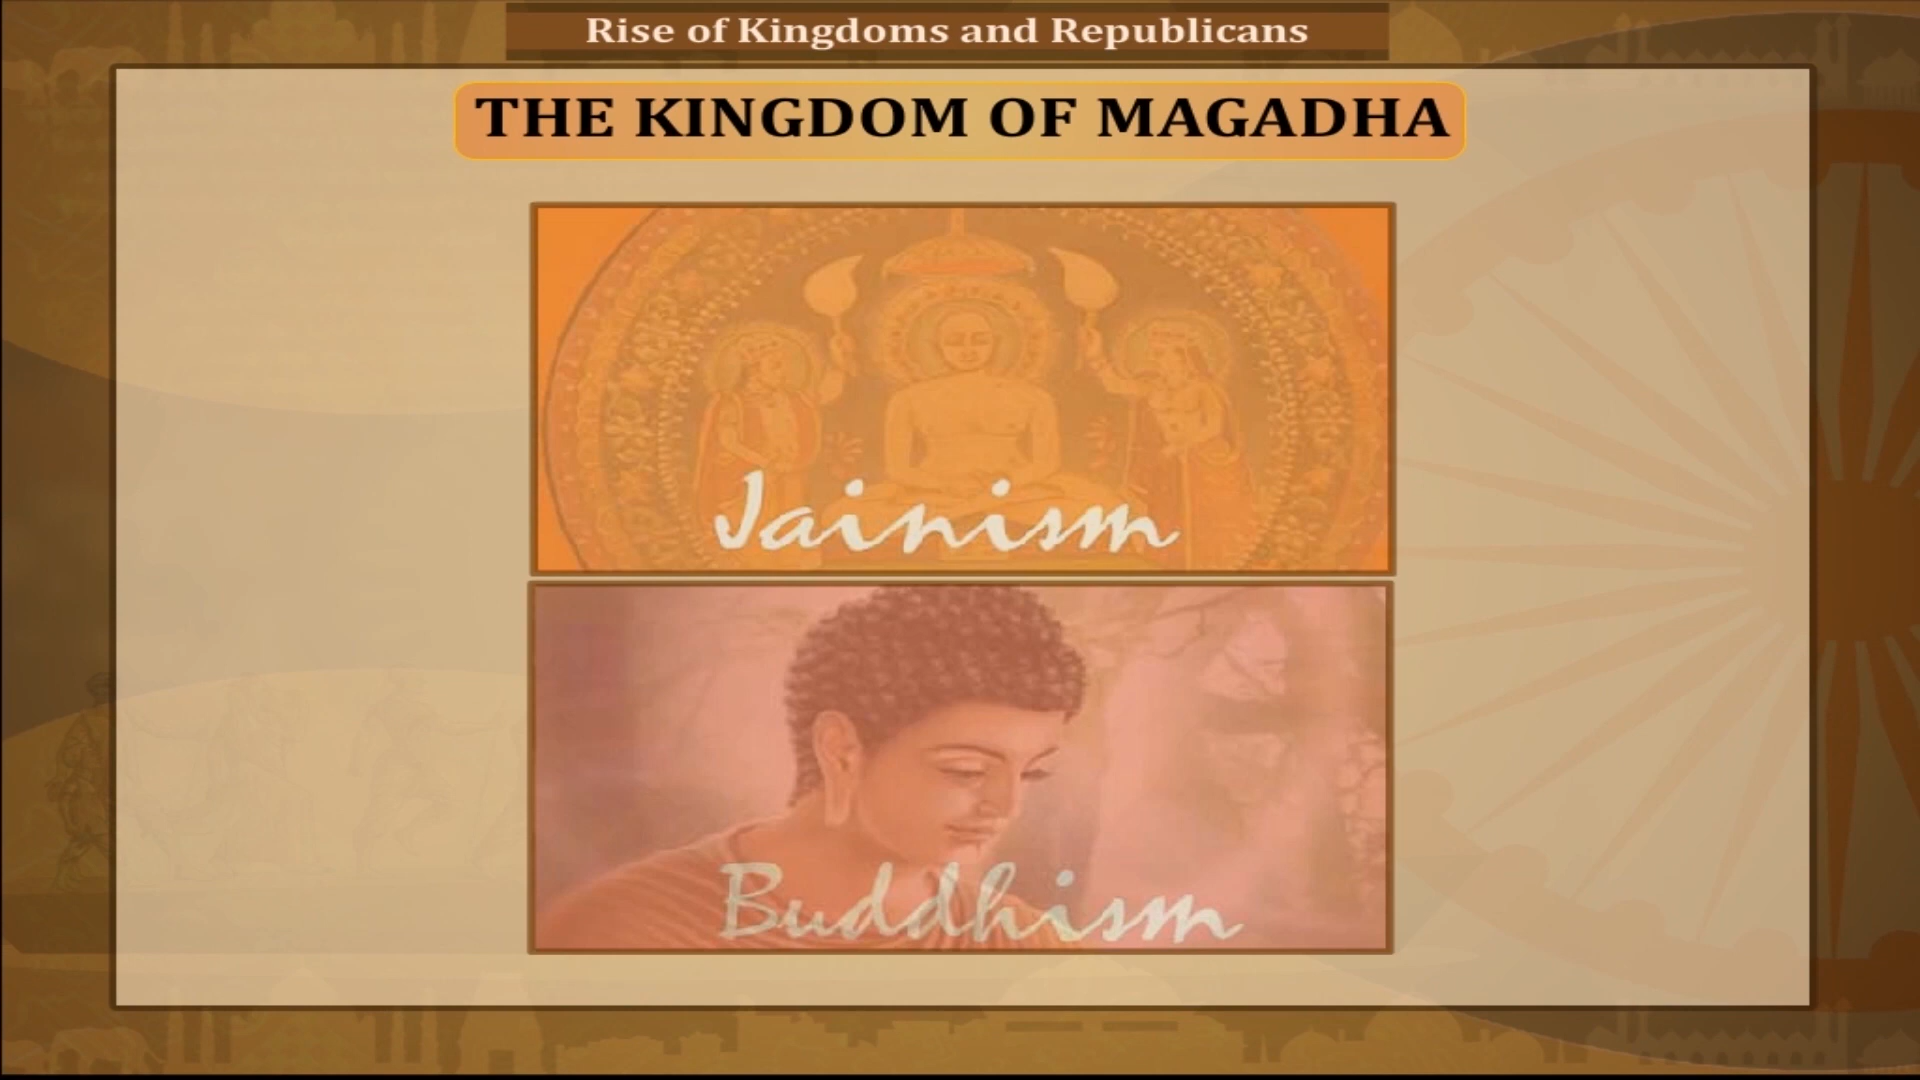 Rise of Kingdoms and Republicans
THE KINGDOM OF MAGADHA
Jainism
Buddhism